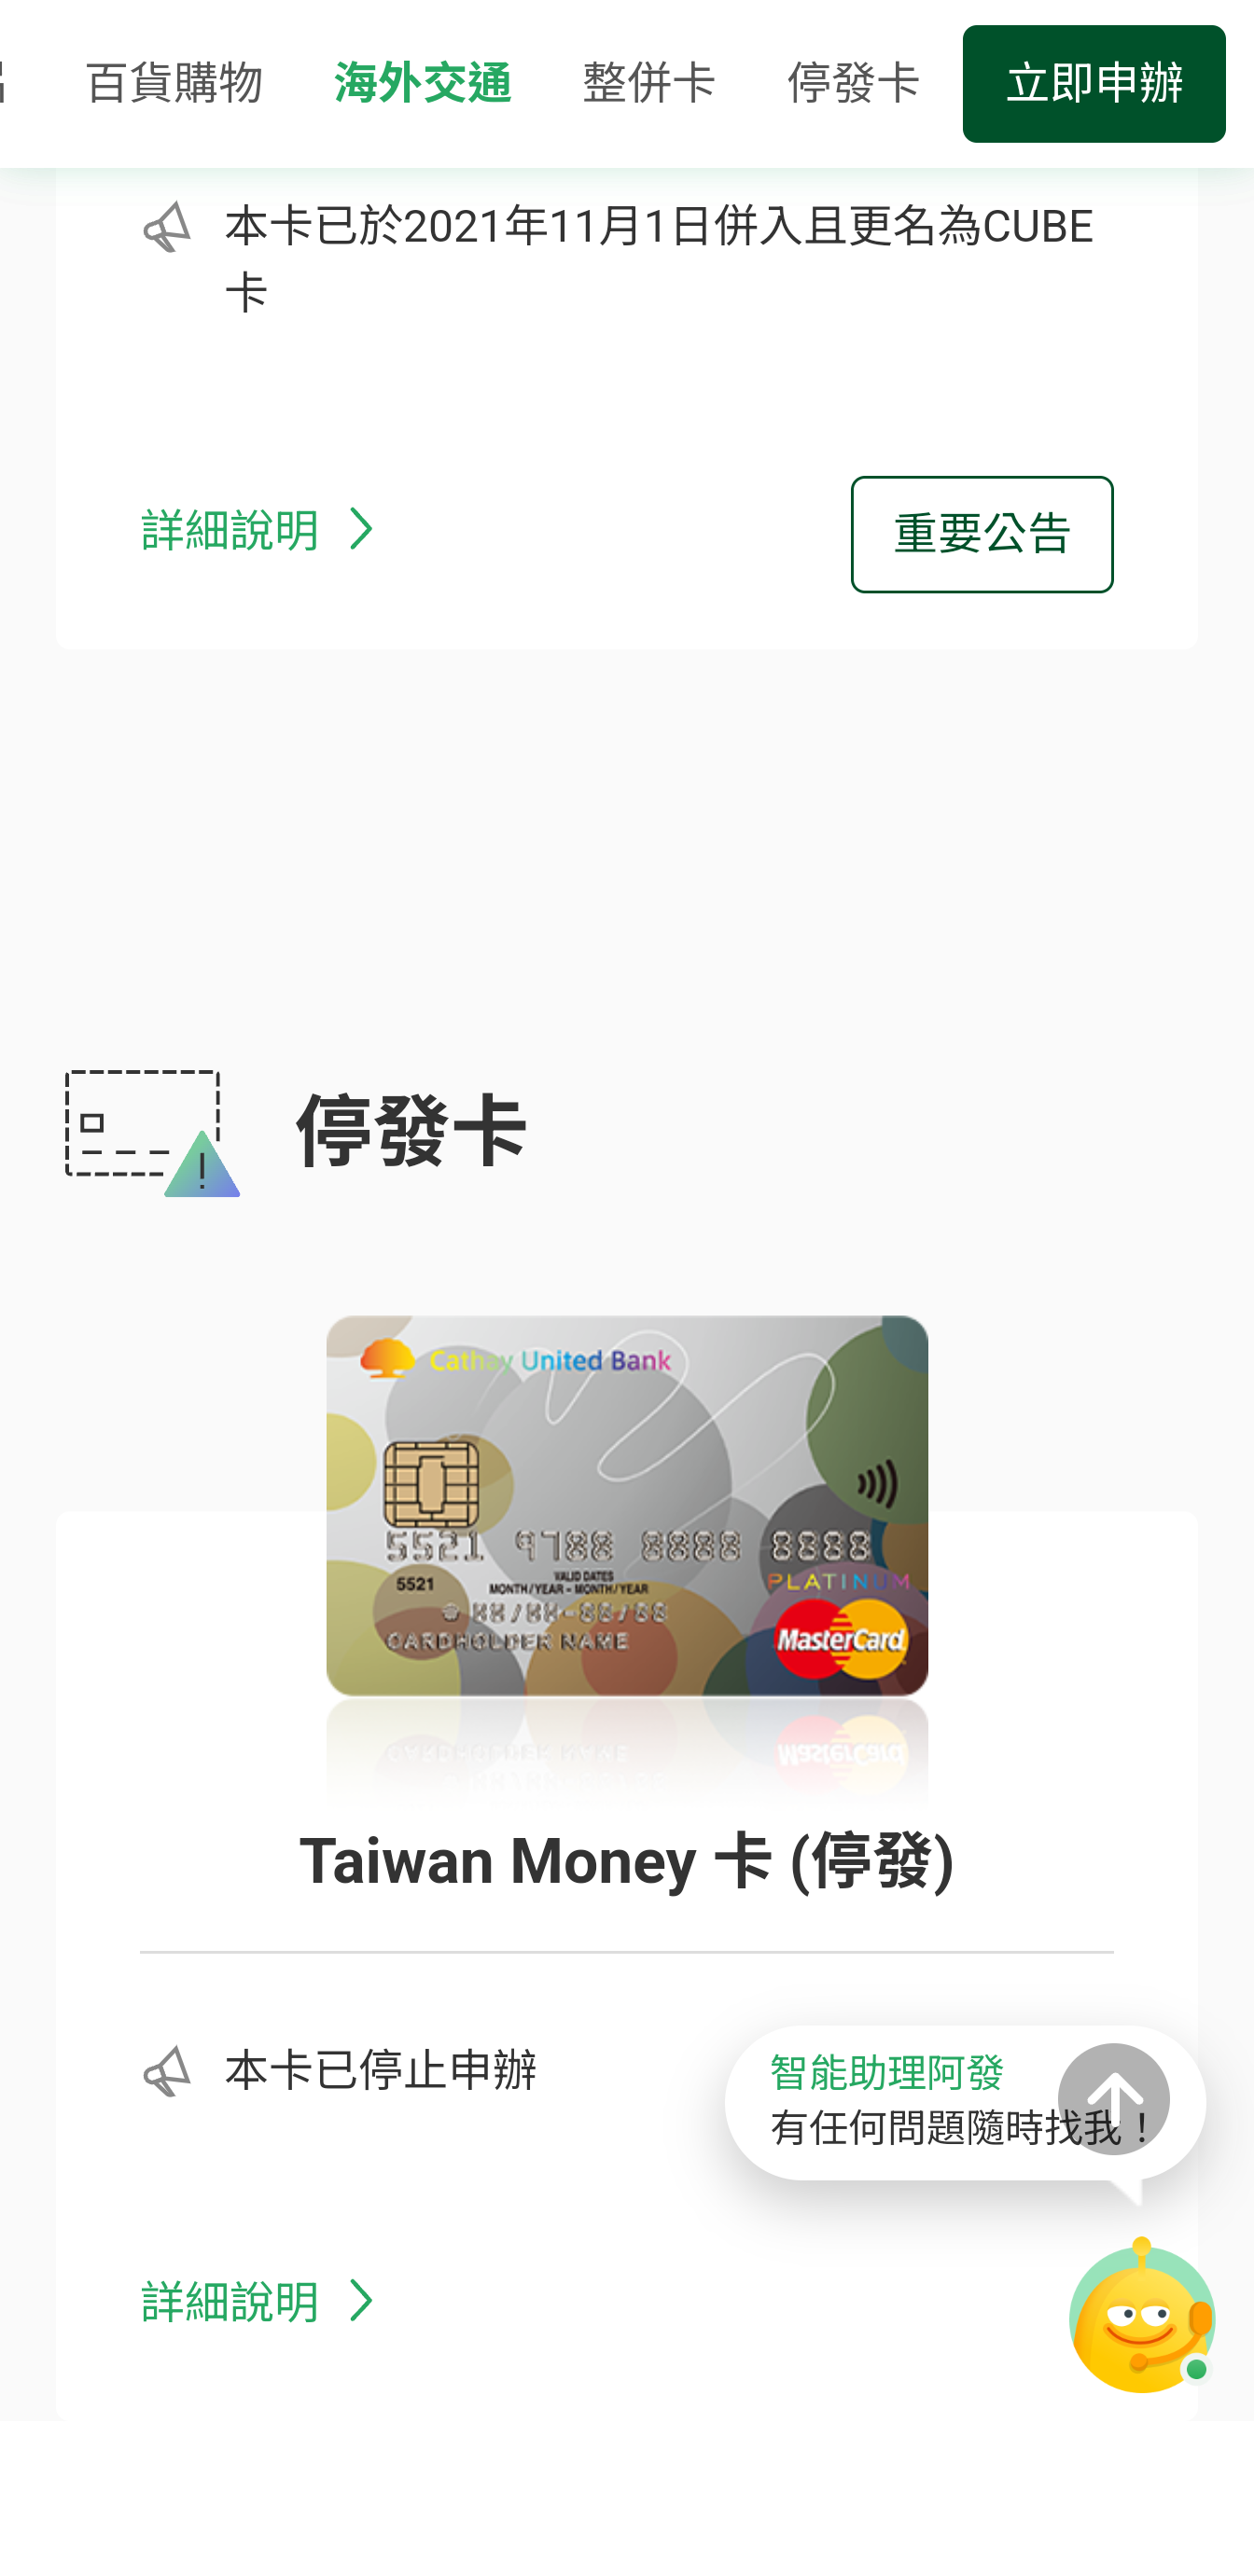 百貨購物 海外交通 整併卡 停發卡 立即申辦
本卡已於2021年11月1日併入且更名為CUBE
卡
詳細說明
重要公告
停發卡
Cathay United Bank
5521 9788 8888 8888
PLATINUM
5521
VALID DATES
MONTH/YEAR - MONTH/YEAR
CARDHOLDER NAME
MasterCard
Taiwan Money 卡 (停發)
本卡已停止申辦
智能助理阿發
有任何問題隨時找我！
詳細說明